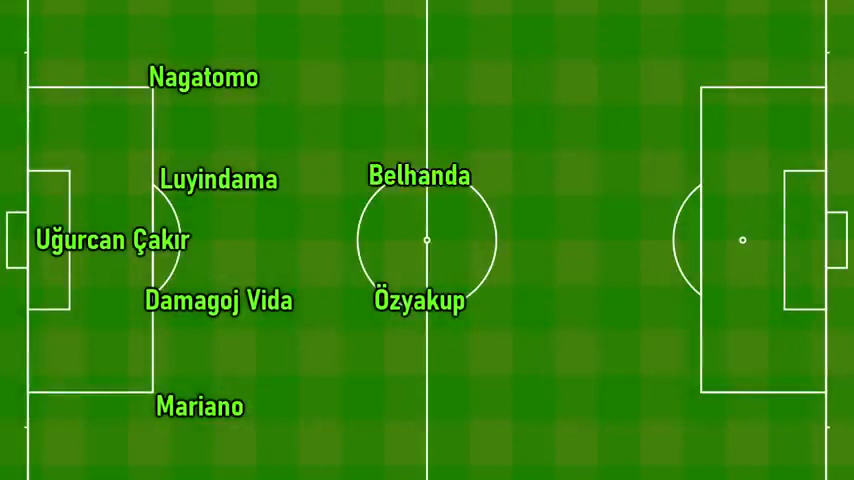 Nagatomo
Luyindama
Belhanda
Uğurcan Çakır
Damagoj Vida
Özyakup
Mariano